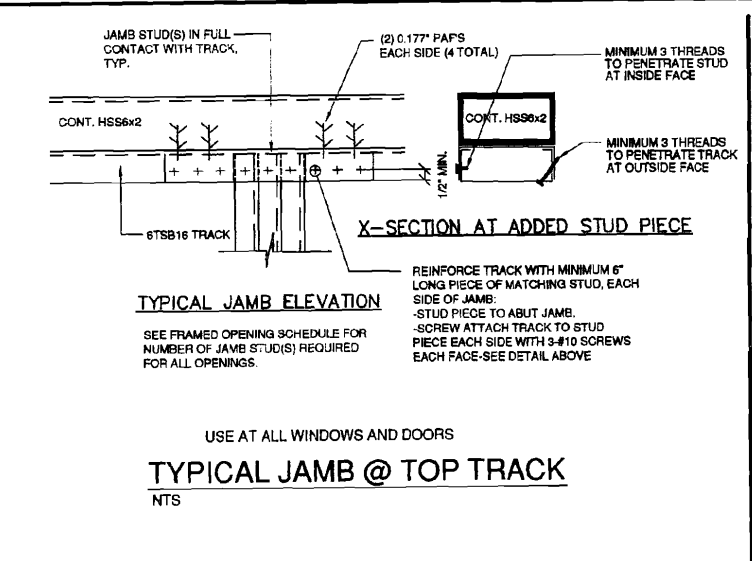 JAMB STUD(S) IN FULL
CONTACT WITH TRACK,
TYP.
(2) 0.177" PAFS
EACH SIDE (4 TOTAL)
MINIMUM 3 THREADS
TO PENETRATE STUD
AT INSIDE FACE
CONT. HSS6x2
CONT. HSS6x2
MINIMUM 3 THREADS
TO PENETRATE TRACK
AT OUTSIDE FACE
1/2" MIN.
6TSB16 TRACK
X-SECTION AT ADDED STUD PIECE
TYPICAL JAMB ELEVATION
SEE FRAMED OPENING SCHEDULE FOR
NUMBER OF JAMB STUD(S) REQUIRED
FOR ALL OPENINGS.
REINFORCE TRACK WITH MINIMUM 6"
LONG PIECE OF MATCHING STUD, EACH
SIDE OF JAMB:
-STUD PIECE TO ABUT JAMB.
-SCREW ATTACH TRACK TO STUD
PIECE EACH SIDE WITH 3-#10 SCREWS
EACH FACE-SEE DETAIL ABOVE
USE AT ALL WINDOWS AND DOORS
TYPICAL JAMB @ TOP TRACK
NTS